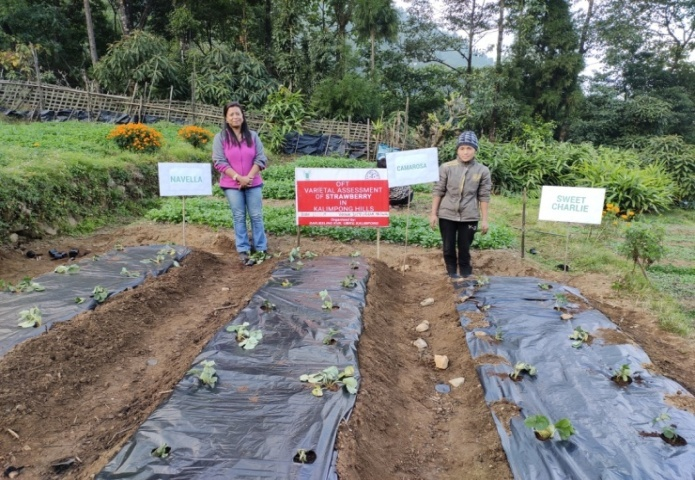 NAVELLA
OFT
VARIETAL ASSESSMENT
OF STRAWBERRY
IN
KALIMPONG HILLS
CAMAROSA
SWEET
CHARLIE